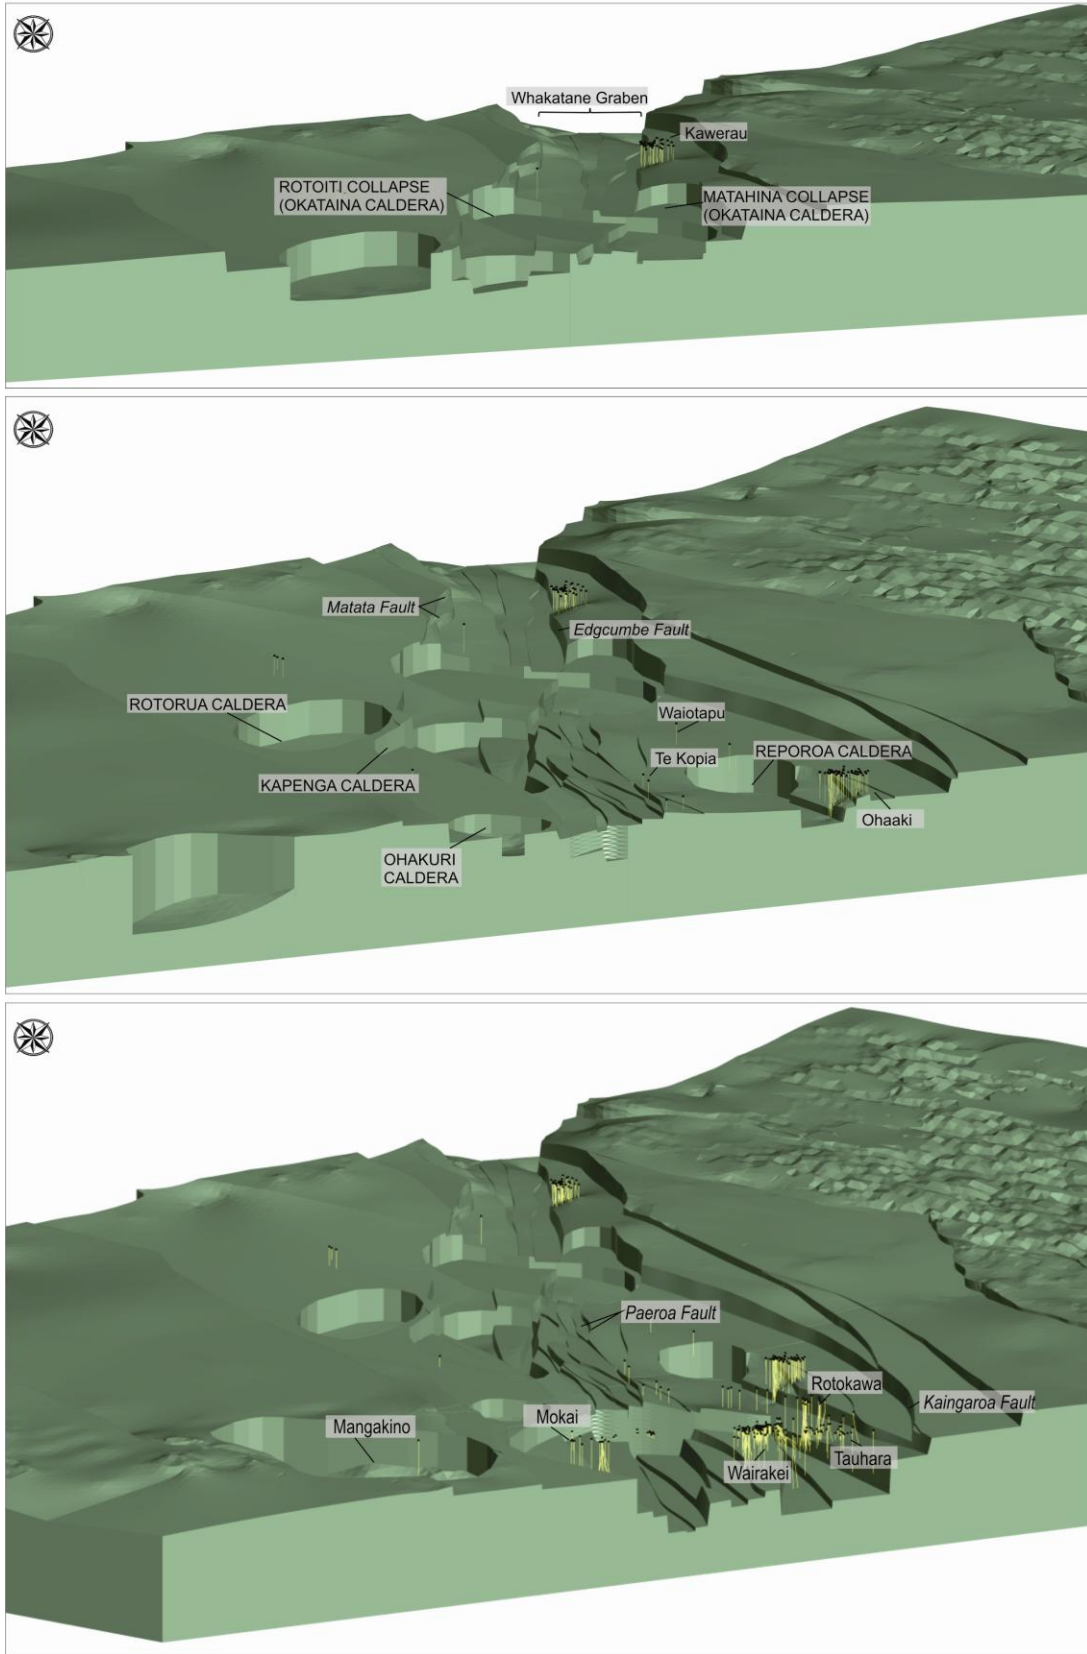 Whakatane Graben
Kawerau
ROTOITI COLLAPSE
(OKATAINA CALDERA)
MATAHINA COLLAPSE
(OKATAINA CALDERA)
Matata Fault
Edgcumbe Fault
ROTORUA CALDERA
Waiotapu
Te Kopia
REPOROA CALDERA
KAPENGA CALDERA
Ohaaki
OHAKURI
CALDERA
Paeroa Fault
Rotokawa
Kaingaroa Fault
Mangakino
Mokai
Tauhara
Wairakei